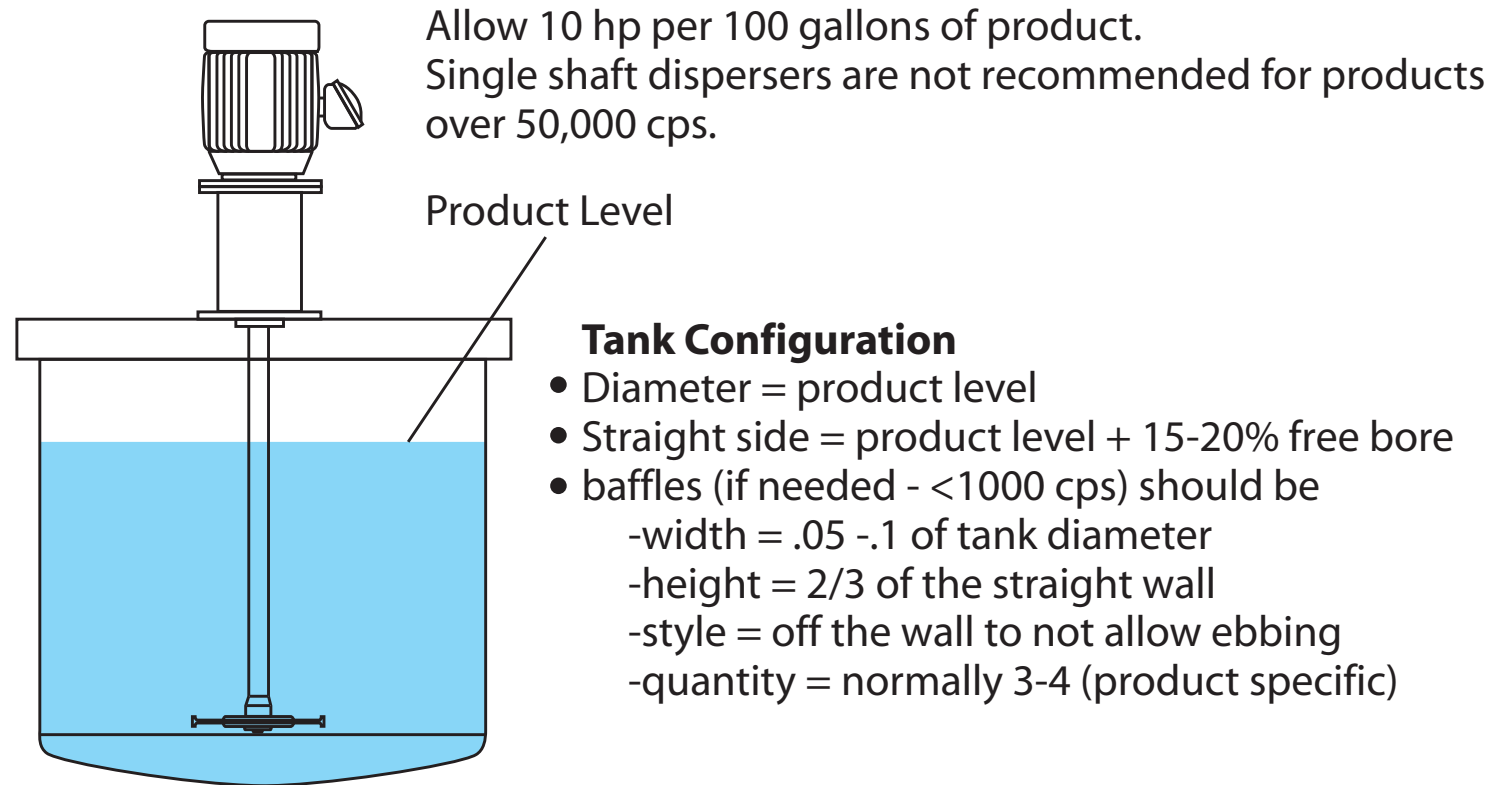 Allow 10 hp per 100 gallons of product.
Single shaft dispersers are not recommended for products
over 50,000 cps.
Product Level
Tank Configuration
• Diameter = product level
• Straight side = product level + 15-20% free bore
• baffles (if needed - <1000 cps) should be
-width = .05 -.1 of tank diameter
-height = 2/3 of the straight wall
-style = off the wall to not allow ebbing
-quantity = normally 3-4 (product specific)